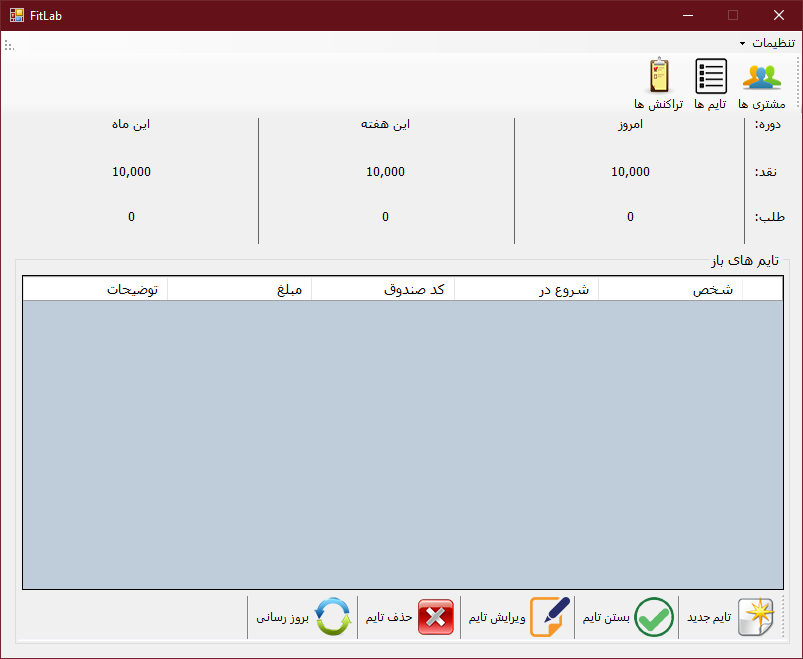 FitLab
تنظیمات
مشتری ها تایم ها تراکنش ها
دوره: امروز این هفته این ماه
نقد: 10,000 10,000 10,000
طلب: 0 0 0
تایم های باز
شخص شروع در کد صندوق مبلغ توضیحات
تایم جدید بستن تایم ویرایش تایم حذف تایم بروز رسانی